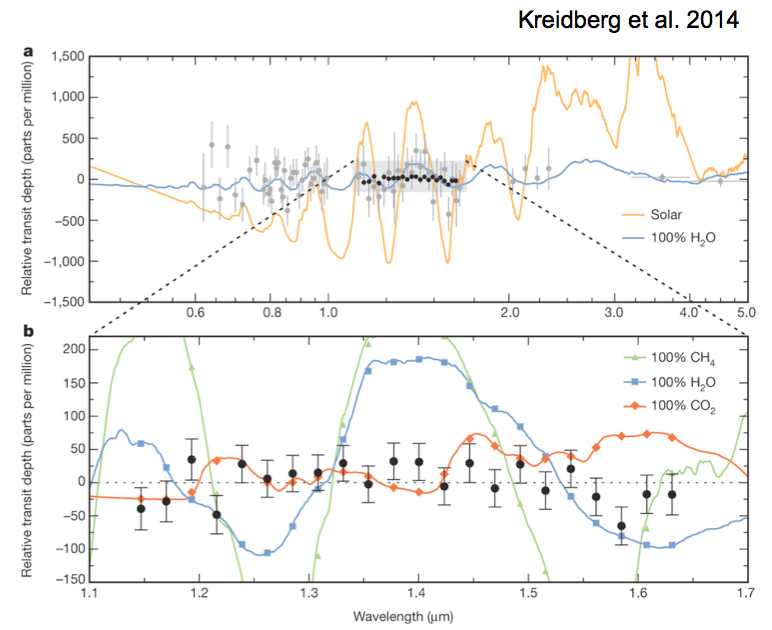 Kreidberg et al. 2014
a
1,500
1,000
500
0
−500
−1,000
−1,500
Relative transit depth (parts per million)
Solar
100% H₂O
0.6
0.8
1.0
2.0
3.0
4.0
5.0
b
200
150
100
50
0
−50
−100
−150
Relative transit depth (parts per million)
100% CH₄
100% H₂O
100% CO₂
1.1
1.2
1.3
1.4
1.5
1.6
1.7
Wavelength (μm)